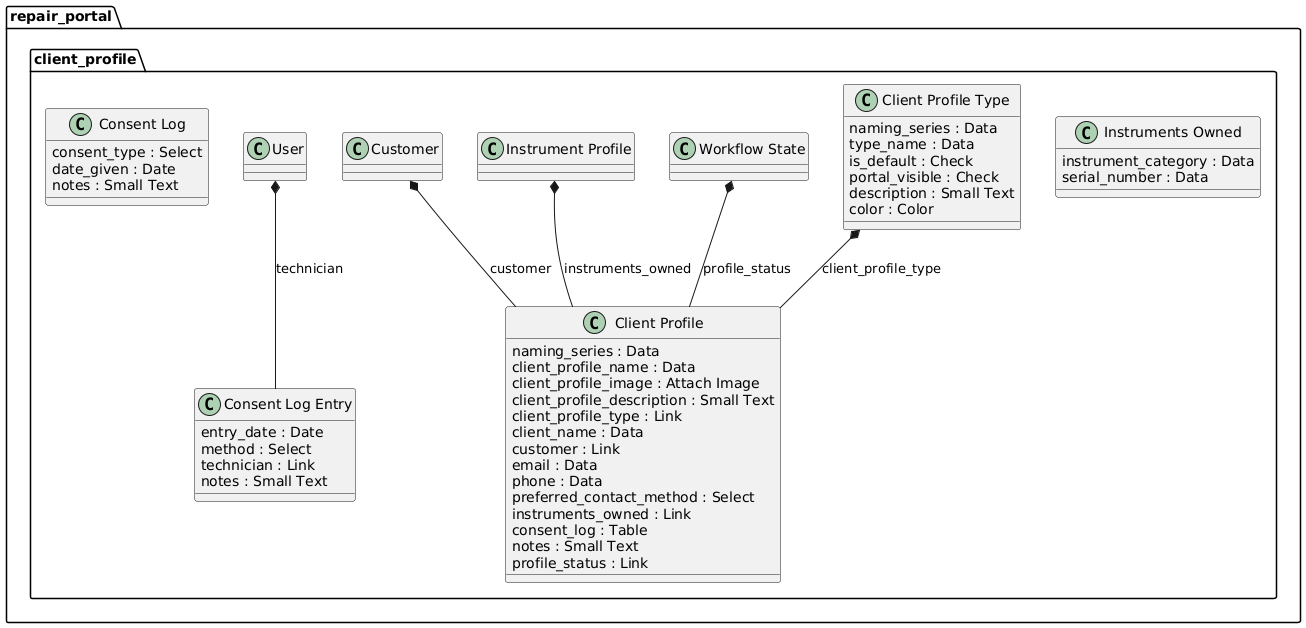 repair_portal
client_profile
C Consent Log
consent_type : Select
date_given : Date
notes : Small Text
C User
C Customer
C Instrument Profile
C Workflow State
C Client Profile Type
naming_series : Data
type_name : Data
is_default : Check
portal_visible : Check
description : Small Text
color : Color
C Instruments Owned
instrument_category : Data
serial_number : Data
technician
customer
instruments_owned
profile_status
client_profile_type
C Consent Log Entry
entry_date : Date
method : Select
technician : Link
notes : Small Text
C Client Profile
naming_series : Data
client_profile_name : Data
client_profile_image : Attach Image
client_profile_description : Small Text
client_profile_type : Link
client_name : Data
customer : Link
email : Data
phone : Data
preferred_contact_method : Select
instruments_owned : Link
consent_log : Table
notes : Small Text
profile_status : Link